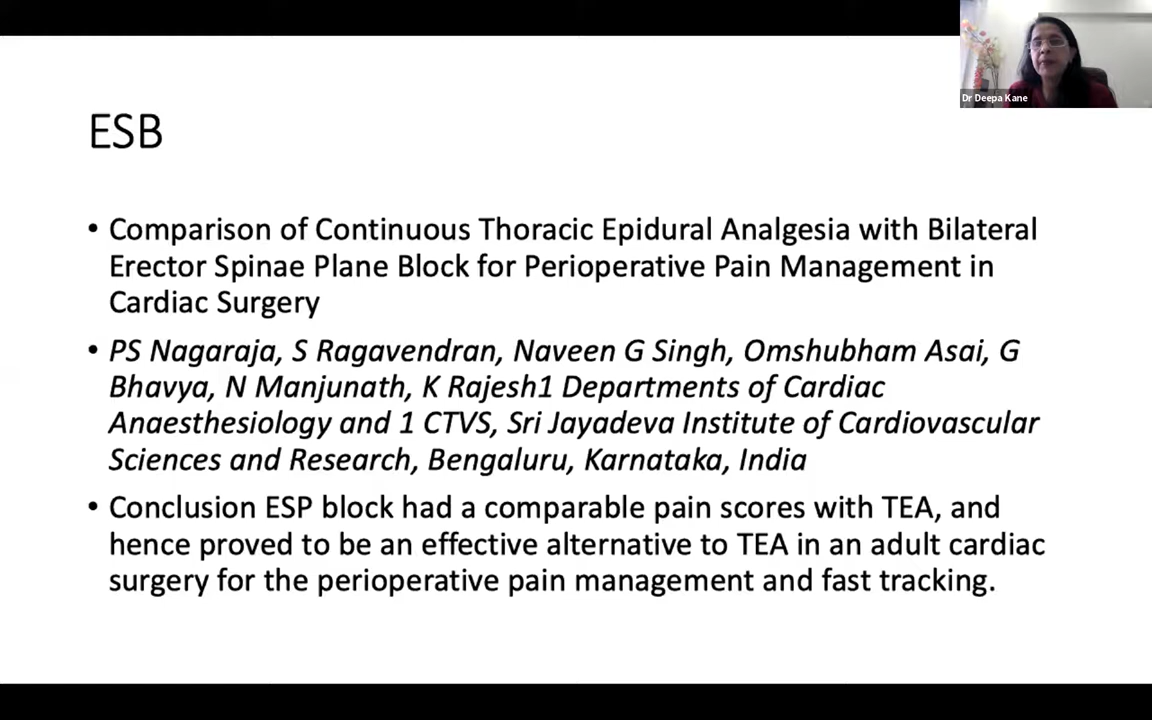 Dr Deepa Kane
ESB
• Comparison of Continuous Thoracic Epidural Analgesia with Bilateral
Erector Spinae Plane Block for Perioperative Pain Management in
Cardiac Surgery
• PS Nagaraja, S Ragavendran, Naveen G Singh, Omshubham Asai, G
Bhavya, N Manjunath, K Rajesh1 Departments of Cardiac
Anaesthesiology and 1 CTVS, Sri Jayadeva Institute of Cardiovascular
Sciences and Research, Bengaluru, Karnataka, India
• Conclusion ESP block had a comparable pain scores with TEA, and
hence proved to be an effective alternative to TEA in an adult cardiac
surgery for the perioperative pain management and fast tracking.